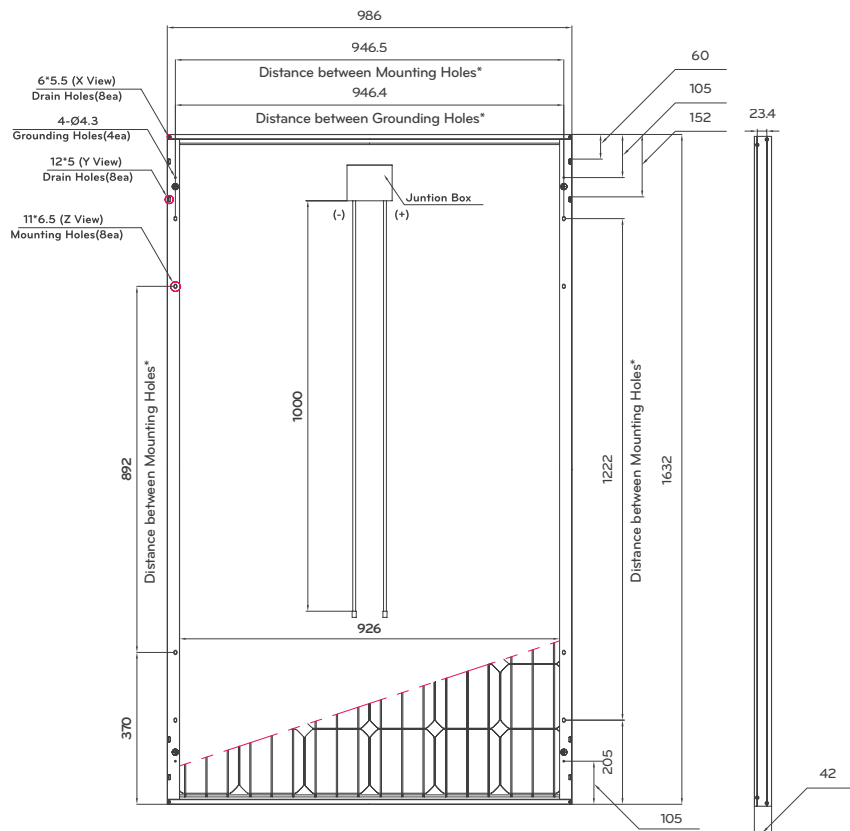 986
946.5
Distance between Mounting Holes*
946.4
Distance between Grounding Holes*
6*5.5 (X View)
Drain Holes(8ea)
4-Ø4.3
Grounding Holes(4ea)
12*5 (Y View)
Drain Holes(8ea)
11*6.5 (Z View)
Mounting Holes(8ea)
60
105
152
23.4
Juntion Box
(-)
(+)
1000
892
Distance between Mounting Holes*
1222
Distance between Mounting Holes*
1632
926
370
205
105
42